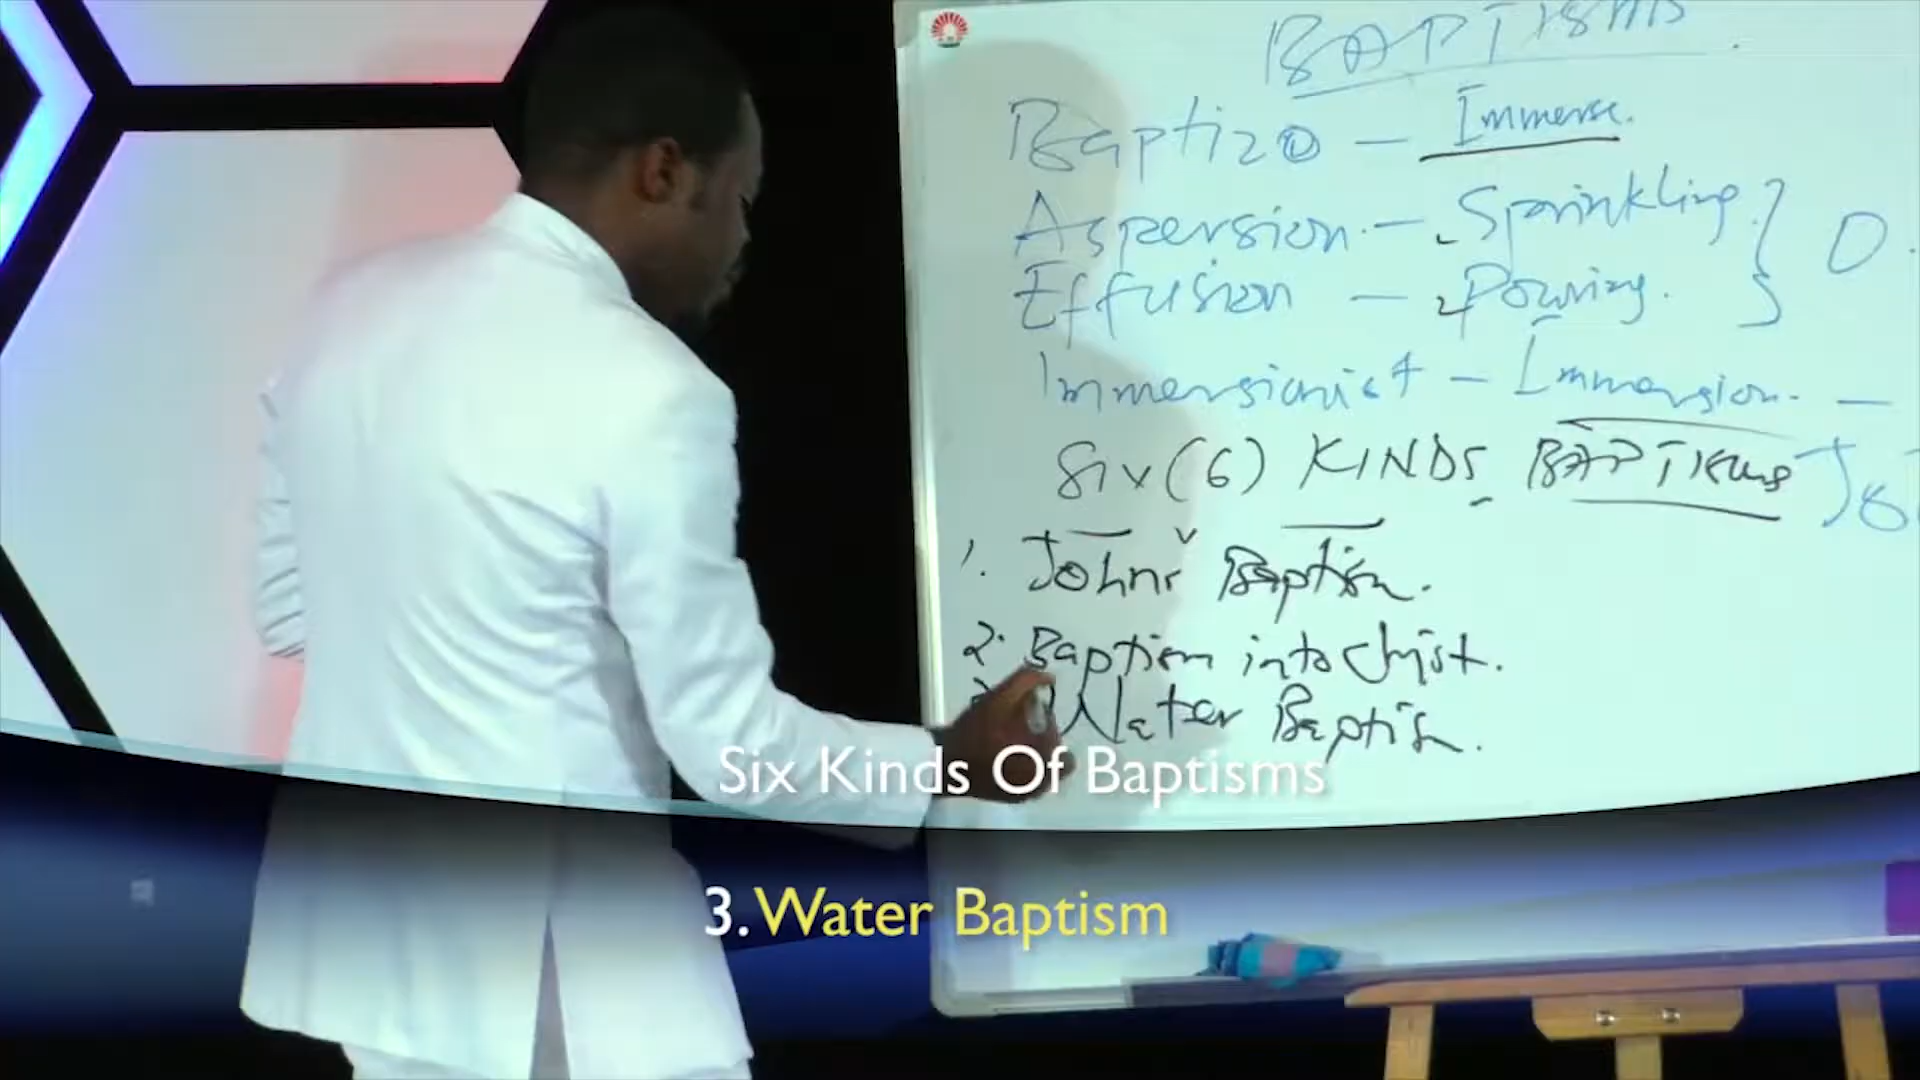 BAPTISMS
Baptizo – Immerse.
Aspersion – Sprinkling
Effusion – Pouring.
Immersionist – Immersion. –
Six (6) KINDS BAPTISMS
1. Johns Baptism.
2. Baptism into Christ.
Water Baptism.
Six Kinds Of Baptisms
3. Water Baptism